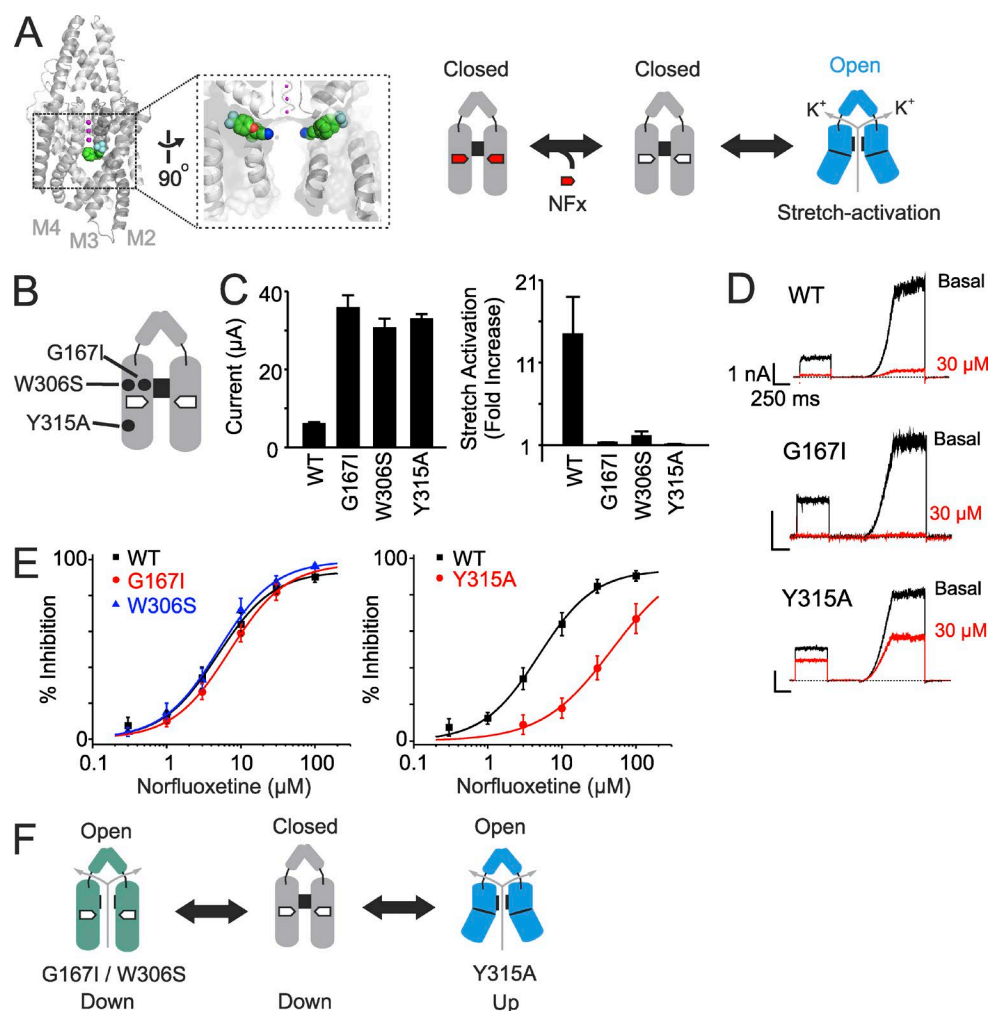 A
M4
M3
M2
90°
Closed
NFx
Closed
Open
K+
K+
Stretch-activation
B
G167I
W306S
Y315A
C
Current (µA)
40
20
0
WT
G167I
W306S
Y315A
Stretch Activation
(Fold Increase)
21
11
1
WT
G167I
W306S
Y315A
D
WT
Basal
30 µM
1 nA
250 ms
G167I
Basal
30 µM
Y315A
Basal
30 µM
E
% Inhibition
100
0
WT
G167I
W306S
0.1
1
10
100
Norfluoxetine (µM)
% Inhibition
100
0
WT
Y315A
0.1
1
10
100
Norfluoxetine (µM)
F
Open
G167I / W306S
Down
Closed
Down
Open
Y315A
Up